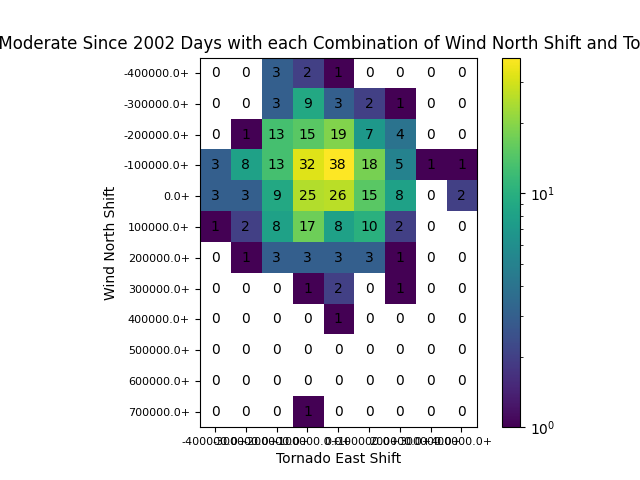 Moderate Since 2002 Days with each Combination of Wind North Shift and To
-400000.0+ 0 0 3 2 1 0 0 0 0
-300000.0+ 0 0 3 9 3 2 1 0 0
-200000.0+ 0 1 13 15 19 7 4 0 0
-100000.0+ 3 8 13 32 38 18 5 1 1
0.0+ 3 3 9 25 26 15 8 0 2
100000.0+ 1 2 8 17 8 10 2 0 0
200000.0+ 0 1 3 3 3 3 1 0 0
300000.0+ 0 0 0 1 2 0 1 0 0
400000.0+ 0 0 0 0 1 0 0 0 0
500000.0+ 0 0 0 0 0 0 0 0 0
600000.0+ 0 0 0 0 0 0 0 0 0
700000.0+ 0 0 0 1 0 0 0 0 0
Tornado East Shift
Wind North Shift
10¹
10⁰